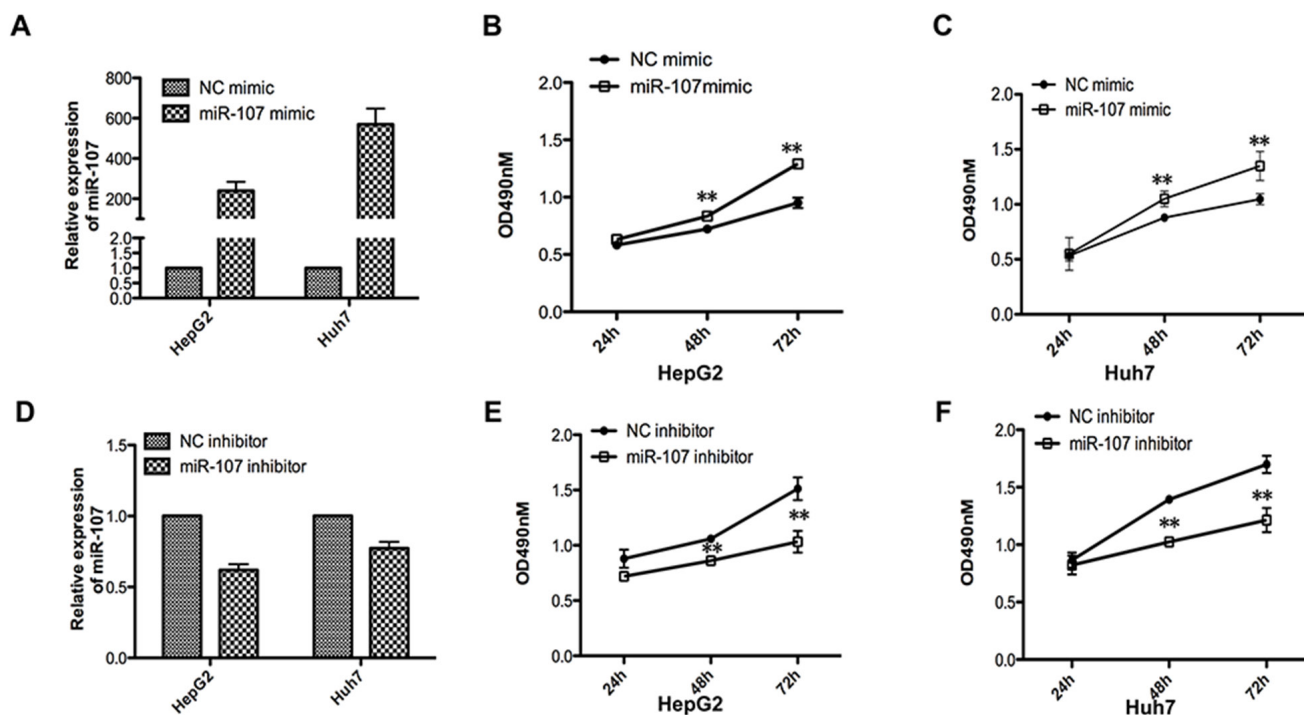 A
NC mimic
miR-107 mimic
Relative expression
of miR-107
800
600
400
200
2.0
1.5
1.0
0.5
0.0
HepG2
Huh7
B
NC mimic
miR-107mimic
OD490nM
2.0
1.5
1.0
0.5
0.0
**
**
24h
48h
72h
HepG2
C
NC mimic
miR-107 mimic
OD490nM
2.0
1.5
1.0
0.5
0.0
**
**
24h
48h
72h
Huh7
D
NC inhibitor
miR-107 inhibitor
Relative expression
of miR-107
1.5
1.0
0.5
0.0
HepG2
Huh7
E
NC inhibitor
miR-107 inhibitor
OD490nM
2.0
1.5
1.0
0.5
0.0
**
**
24h
48h
72h
HepG2
F
NC inhibitor
miR-107 inhibitor
OD490nM
2.0
1.5
1.0
0.5
0.0
**
**
24h
48h
72h
Huh7